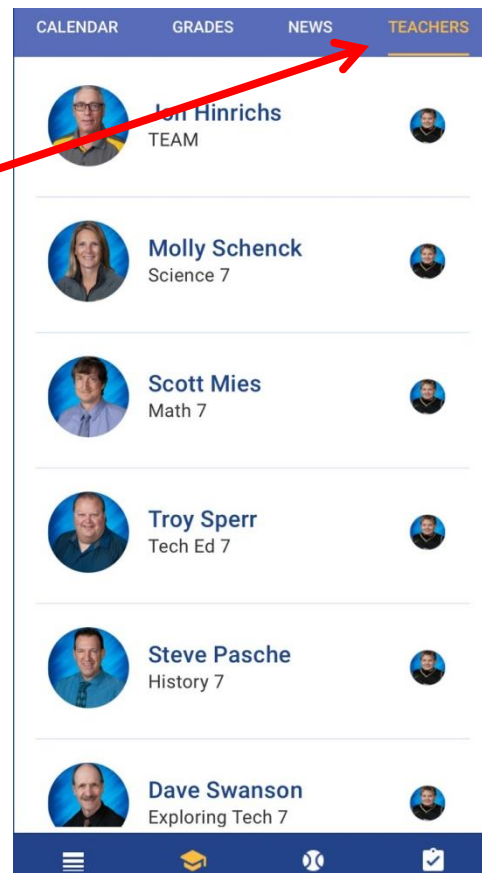 CALENDAR GRADES NEWS TEACHERS
Jon Hinrichs
TEAM
Molly Schenck
Science 7
Scott Mies
Math 7
Troy Sperr
Tech Ed 7
Steve Pasche
History 7
Dave Swanson
Exploring Tech 7